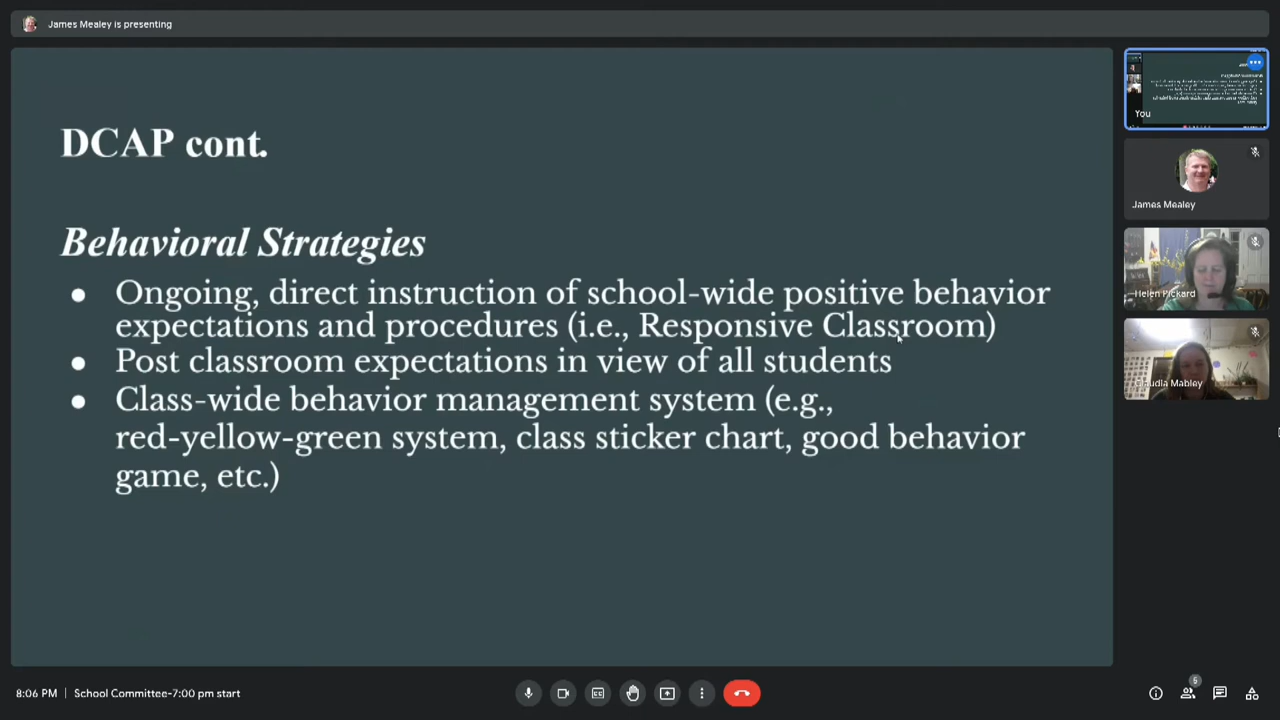 James Mealey is presenting
DCAP cont.
Behavioral Strategies
● Ongoing, direct instruction of school-wide positive behavior
expectations and procedures (i.e., Responsive Classroom)
● Post classroom expectations in view of all students
● Class-wide behavior management system (e.g.,
red-yellow-green system, class sticker chart, good behavior
game, etc.)
You
James Mealey
Helen Pickard
Claudia Mabley
8:06 PM | School Committee-7:00 pm start
5